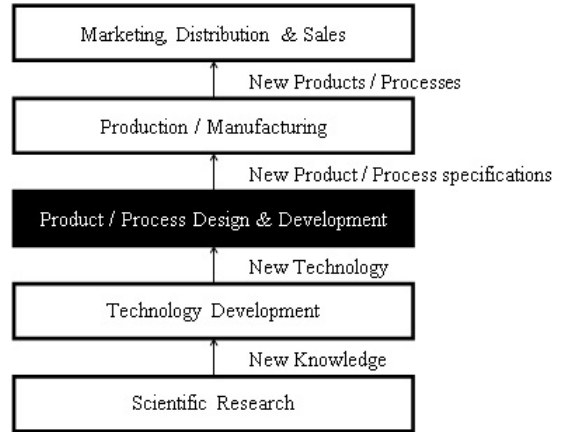 Marketing, Distribution & Sales
New Products / Processes
Production / Manufacturing
New Product / Process specifications
Product / Process Design & Development
New Technology
Technology Development
New Knowledge
Scientific Research